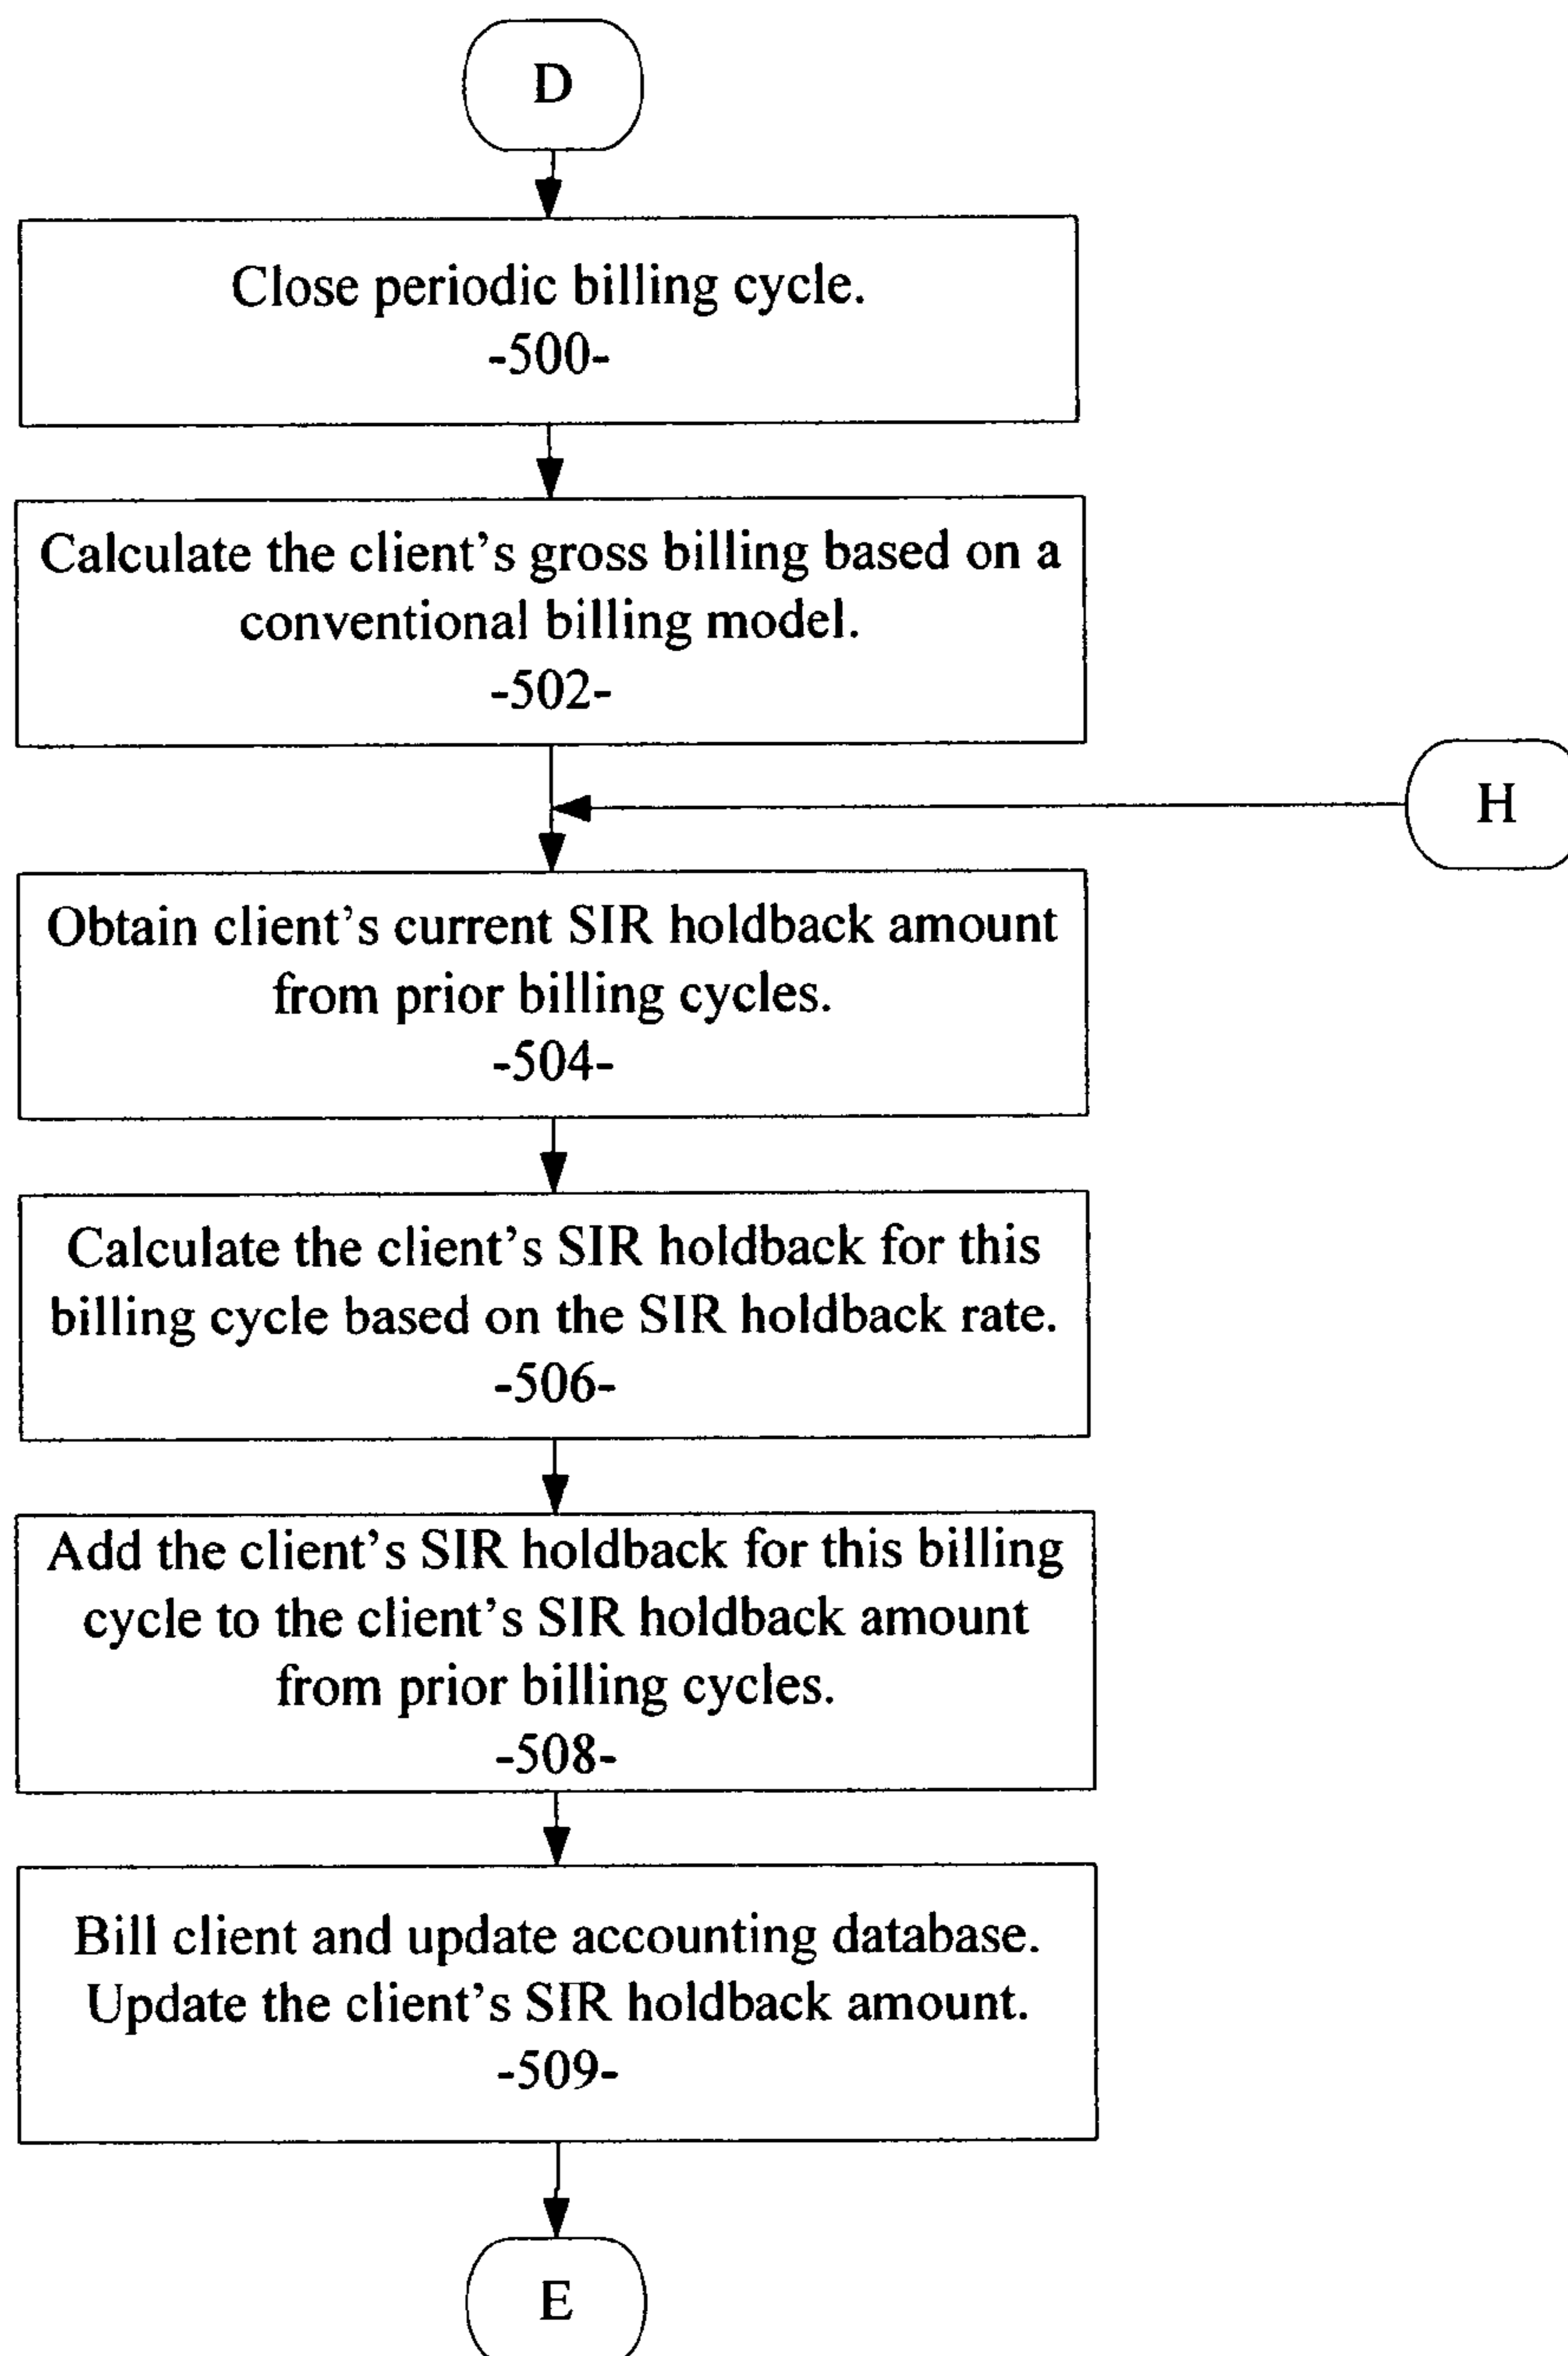 D
Close periodic billing cycle.
-500-
Calculate the client's gross billing based on a
conventional billing model.
-502-
H
Obtain client's current SIR holdback amount
from prior billing cycles.
-504-
Calculate the client's SIR holdback for this
billing cycle based on the SIR holdback rate.
-506-
Add the client's SIR holdback for this billing
cycle to the client's SIR holdback amount
from prior billing cycles.
-508-
Bill client and update accounting database.
Update the client's SIR holdback amount.
-509-
E